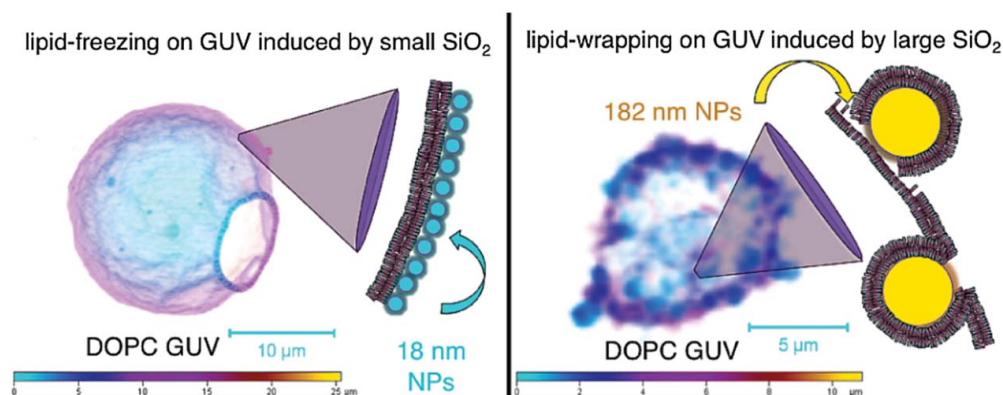 lipid-freezing on GUV induced by small SiO₂
DOPC GUV
10 µm
18 nm
NPs
0 5 10 15 20 25 µm
lipid-wrapping on GUV induced by large SiO₂
182 nm NPs
DOPC GUV
5 µm
0 2 4 6 8 10 µm